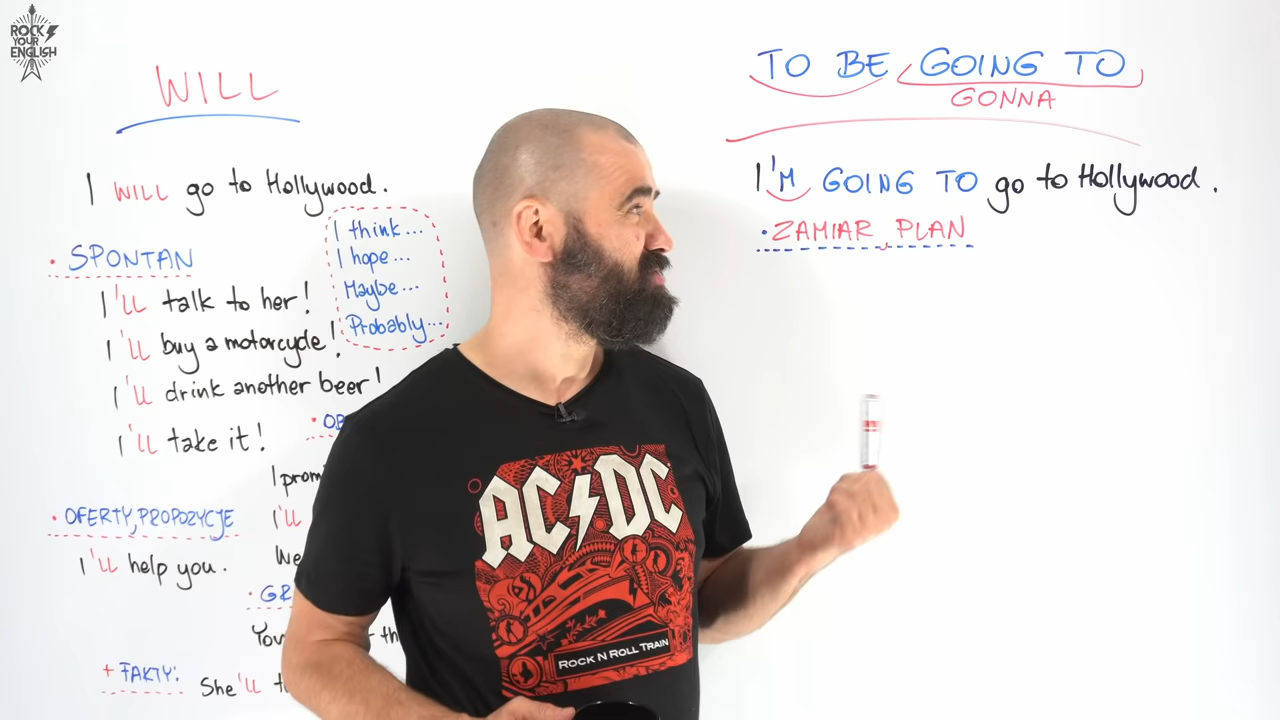 ROCK
YOUR
ENGLISH
WILL
I WILL go to Hollywood.
I think...
I hope...
Maybe...
Probably...
• SPONTAN
I'll talk to her!
I'll buy a motorcycle!
I'll drink another beer!
I'll take it!
• OFERTY, PROPOZYCJE
I'll help you.
I'll
We
+ FAKTY:
She'll
TO BE GOING TO
GONNA
I'M GOING TO go to Hollywood.
• ZAMIAR, PLAN
AC/DC
ROCK N ROLL TRAIN